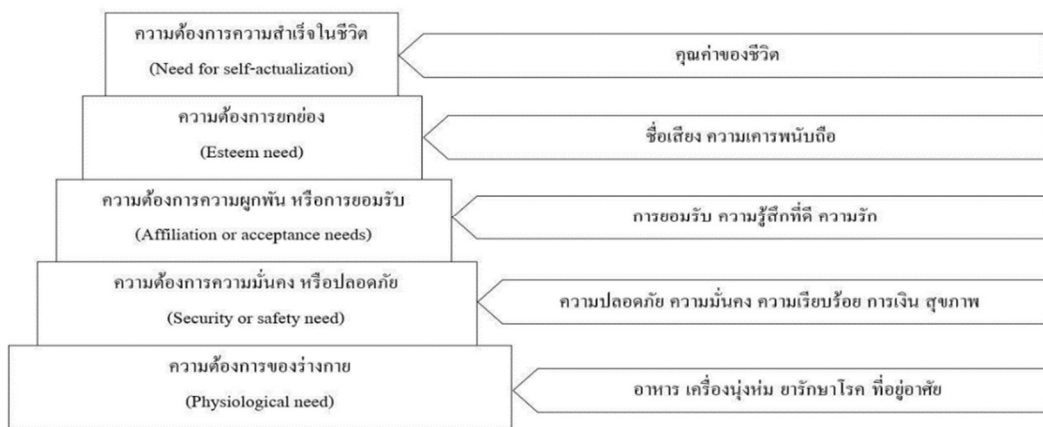 ความต้องการความสำเร็จในชีวิต
(Need for self-actualization)
คุณค่าของชีวิต
ความต้องการยกย่อง
(Esteem need)
ชื่อเสียง ความเคารพนับถือ
ความต้องการความผูกพัน หรือการยอมรับ
(Affiliation or acceptance needs)
การยอมรับ ความรู้สึกที่ดี ความรัก
ความต้องการความมั่นคง หรือปลอดภัย
(Security or safety need)
ความปลอดภัย ความมั่นคง ความเรียบร้อย การเงิน สุขภาพ
ความต้องการของร่างกาย
(Physiological need)
อาหาร เครื่องนุ่งห่ม ยารักษาโรค ที่อยู่อาศัย